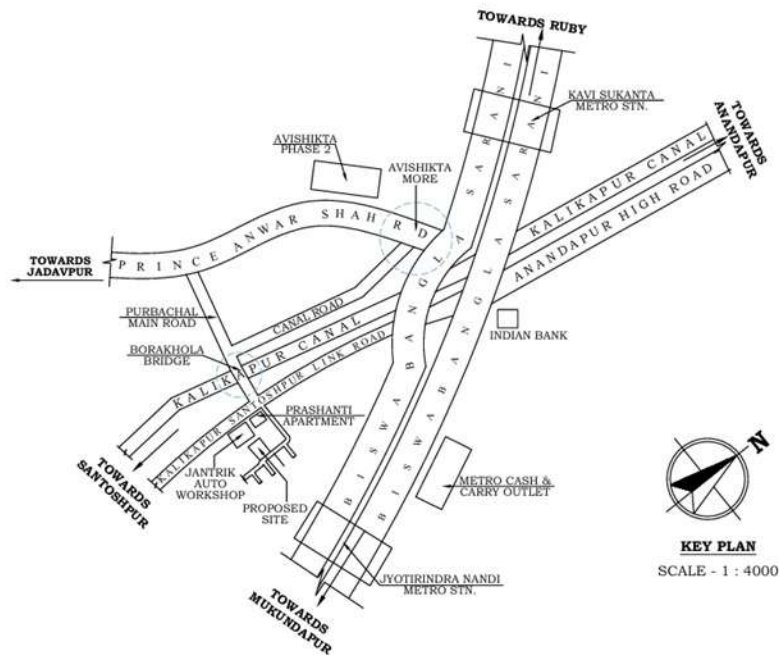 TOWARDS RUBY
KAVI SUKANTA
METRO STN.
TOWARDS
ANANDAPUR
AVISHIKTA
PHASE 2
AVISHIKTA
MORE
PRINCE ANWAR SHAH RD
BISWA BANGLA SARANI
BISWA BANGLA SARANI
KALIKAPUR CANAL
ANANDAPUR HIGH ROAD
TOWARDS
JADAVPUR
PURBACHAL
MAIN ROAD
CANAL ROAD
INDIAN BANK
BORAKHOLA
BRIDGE
KALIKAPUR CANAL
KALIKAPUR SANTOSHPUR LINK ROAD
PRASHANTI
APARTMENT
TOWARDS
SANTOSHPUR
JANTRIK
AUTO
WORKSHOP
PROPOSED
SITE
METRO CASH &
CARRY OUTLET
N
KEY PLAN
SCALE - 1 : 4000
JYOTIRINDRA NANDI
METRO STN.
TOWARDS
MUKUNDAPUR